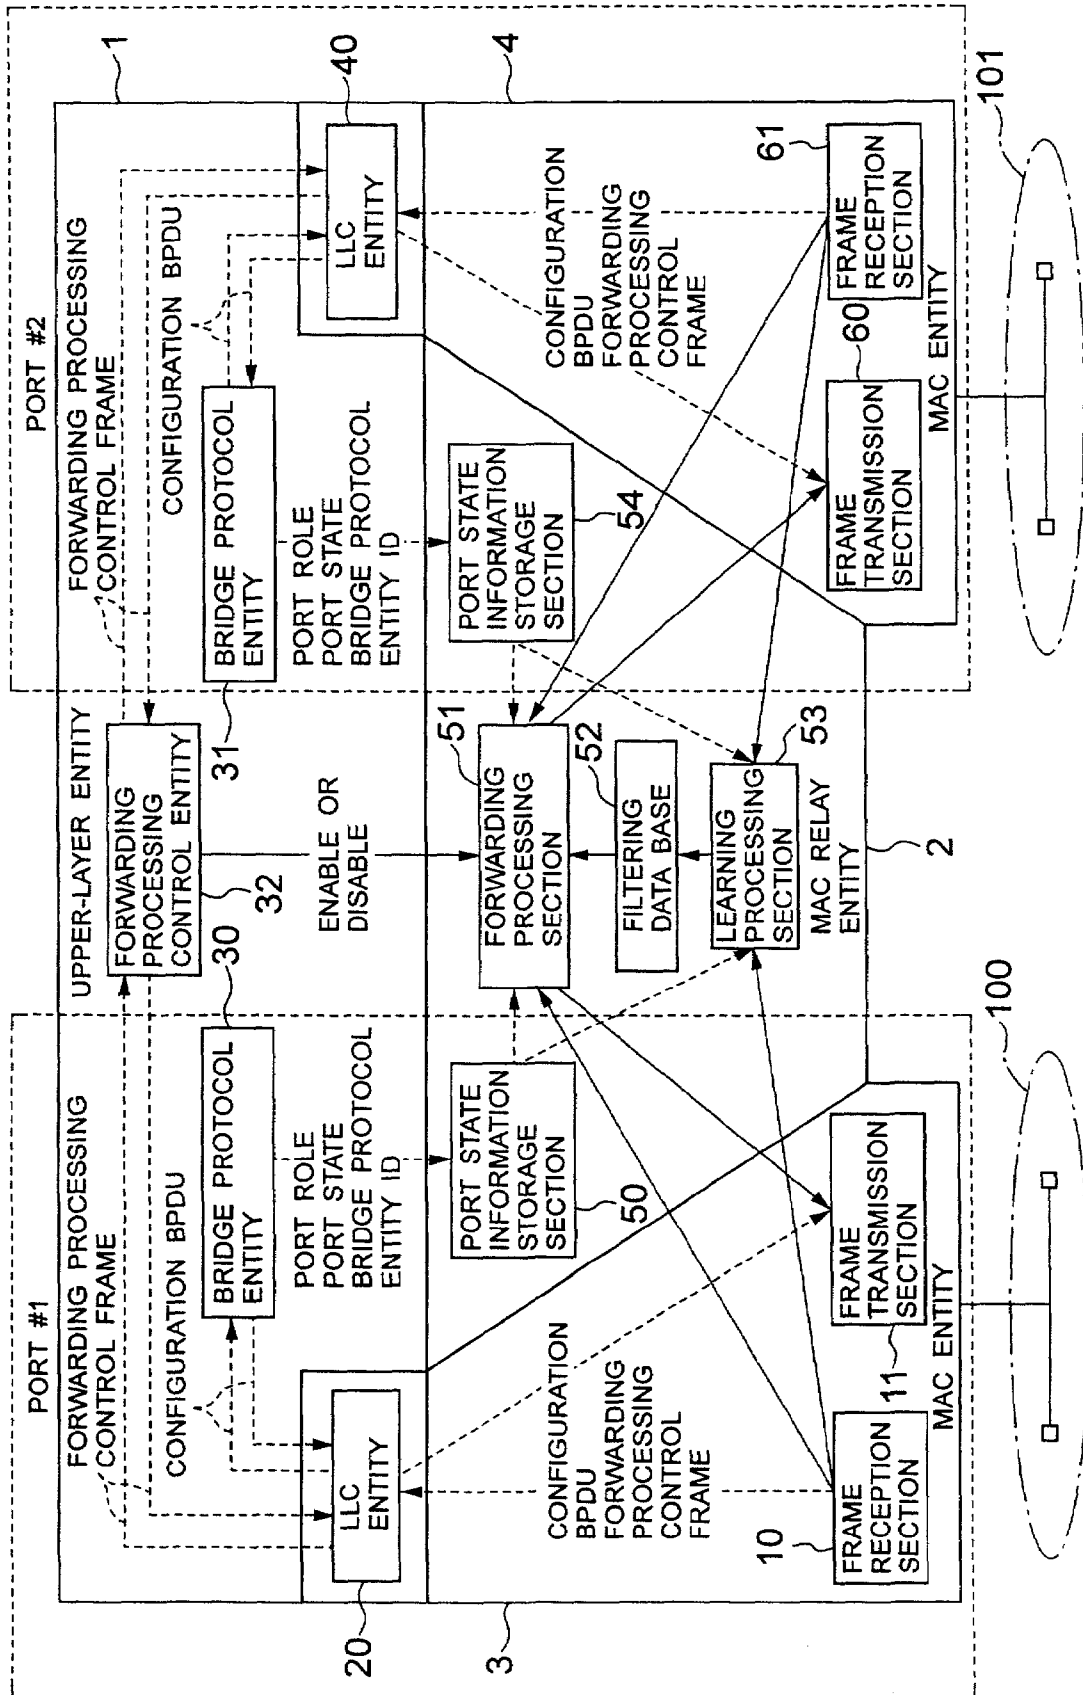 PORT #1
PORT #2
UPPER-LAYER ENTITY
1
FORWARDING PROCESSING
CONTROL FRAME
FORWARDING PROCESSING
CONTROL FRAME
FORWARDING
PROCESSING
CONTROL ENTITY
32
CONFIGURATION BPDU
CONFIGURATION BPDU
30
BRIDGE PROTOCOL
ENTITY
BRIDGE PROTOCOL
ENTITY
31
LLC
ENTITY
20
LLC
ENTITY
40
PORT ROLE
PORT STATE
BRIDGE PROTOCOL
ENTITY ID
ENABLE OR
DISABLE
PORT ROLE
PORT STATE
BRIDGE PROTOCOL
ENTITY ID
3
4
PORT STATE
INFORMATION
STORAGE
SECTION
50
FORWARDING
PROCESSING
SECTION
51
PORT STATE
INFORMATION
STORAGE
SECTION
54
CONFIGURATION
BPDU
FORWARDING
PROCESSING
CONTROL
FRAME
FILTERING
DATA BASE
52
CONFIGURATION
BPDU
FORWARDING
PROCESSING
CONTROL
FRAME
LEARNING
PROCESSING
SECTION
53
MAC RELAY
ENTITY
2
10
FRAME
RECEPTION
SECTION
FRAME
TRANSMISSION
SECTION
11
MAC ENTITY
FRAME
TRANSMISSION
SECTION
60
FRAME
RECEPTION
SECTION
61
MAC ENTITY
100
101